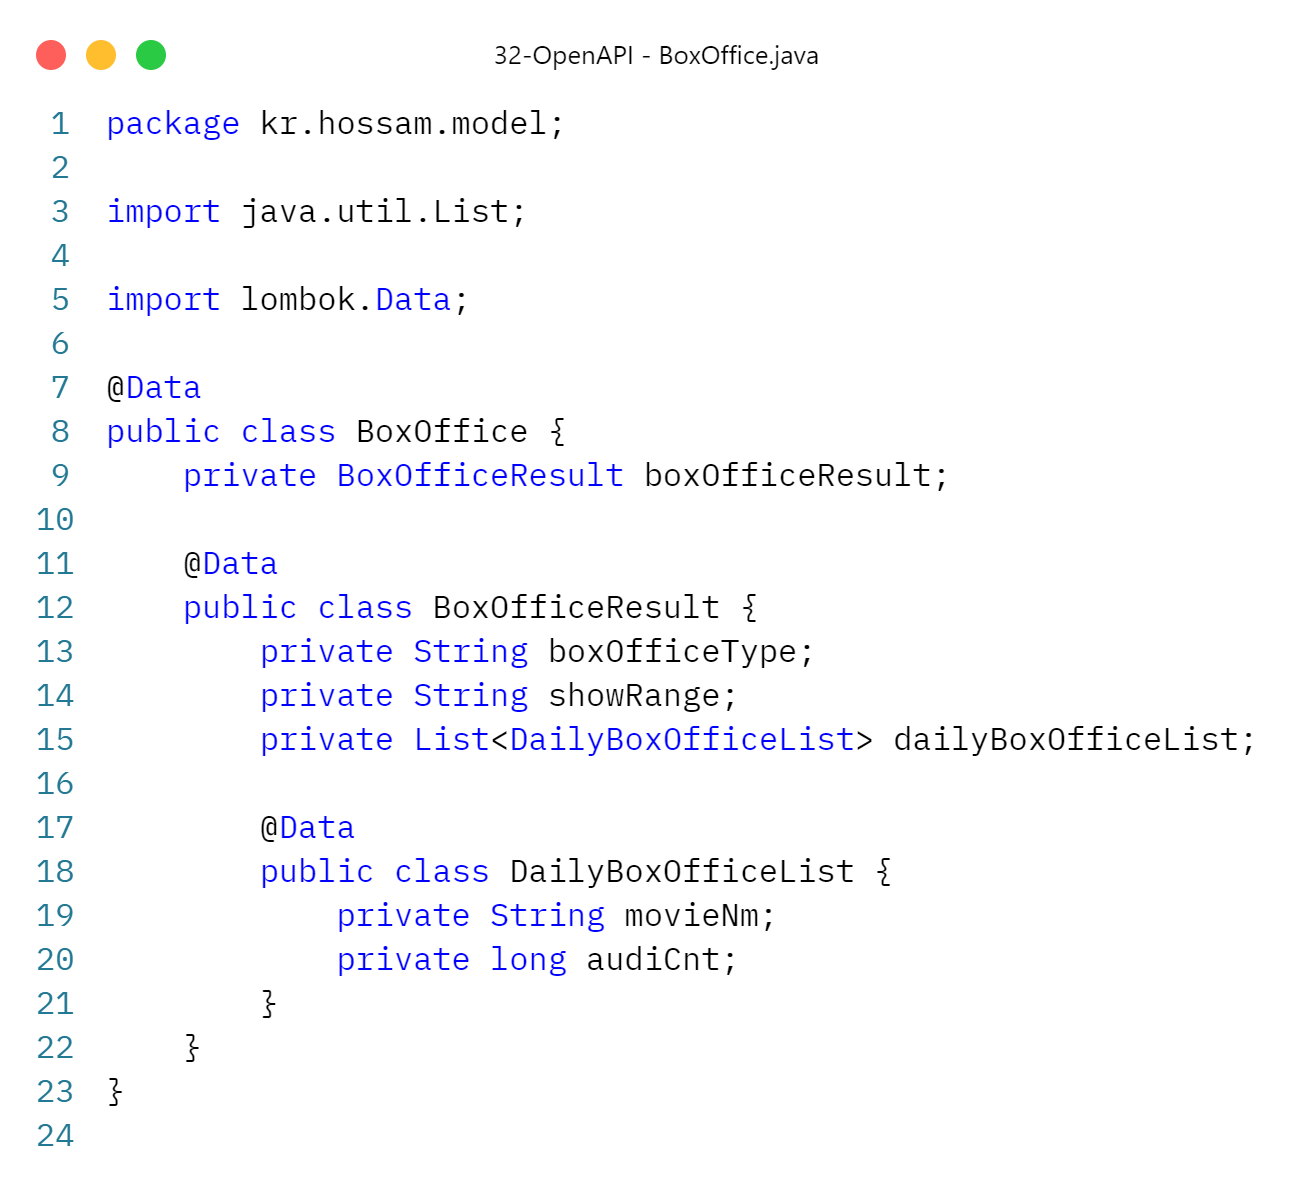 32-OpenAPI - BoxOffice.java
1 package kr.hossam.model;
2
3 import java.util.List;
4
5 import lombok.Data;
6
7 @Data
8 public class BoxOffice {
9     private BoxOfficeResult boxOfficeResult;
10
11     @Data
12     public class BoxOfficeResult {
13         private String boxOfficeType;
14         private String showRange;
15         private List<DailyBoxOfficeList> dailyBoxOfficeList;
16
17         @Data
18         public class DailyBoxOfficeList {
19             private String movieNm;
20             private long audiCnt;
21         }
22     }
23 }
24